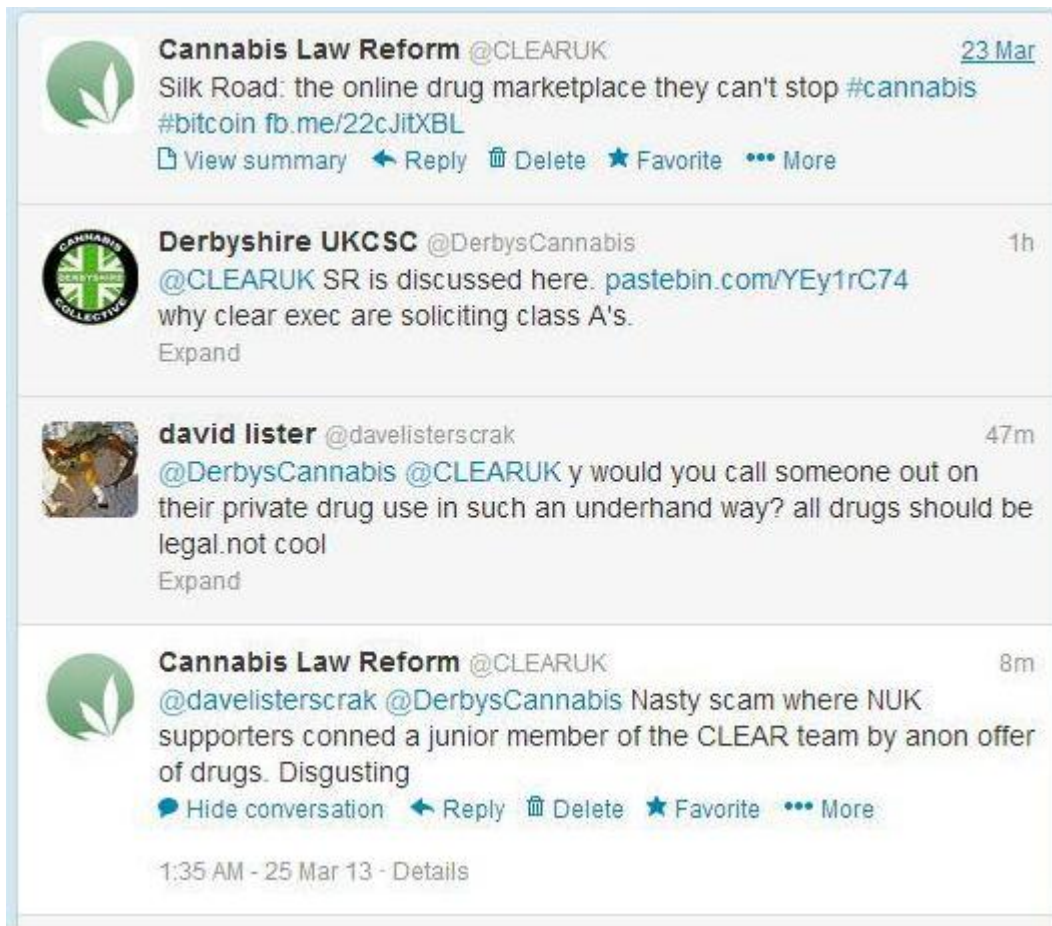 Cannabis Law Reform @CLEARUK 23 Mar
Silk Road: the online drug marketplace they can't stop #cannabis
#bitcoin fb.me/22cJitXBL
View summary Reply Delete Favorite More
CANNABIS
DERBYSHIRE
COLLECTIVE
Derbyshire UKCSC @DerbysCannabis 1h
@CLEARUK SR is discussed here. pastebin.com/YEy1rC74
why clear exec are soliciting class A's.
Expand
david lister @davelisterscrak 47m
@DerbysCannabis @CLEARUK y would you call someone out on
their private drug use in such an underhand way? all drugs should be
legal.not cool
Expand
Cannabis Law Reform @CLEARUK 8m
@davelisterscrak @DerbysCannabis Nasty scam where NUK
supporters conned a junior member of the CLEAR team by anon offer
of drugs. Disgusting
Hide conversation Reply Delete Favorite More
1:35 AM - 25 Mar 13 · Details